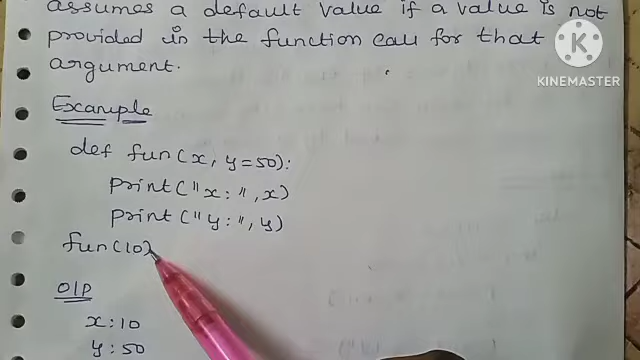 assumes a default value if a value is not
provided in the function call for that
argument.
Example
def fun(x, y=50):
print("x:", x)
print("y:", y)
fun(10)
O/P
x:10
y:50
KINEMASTER